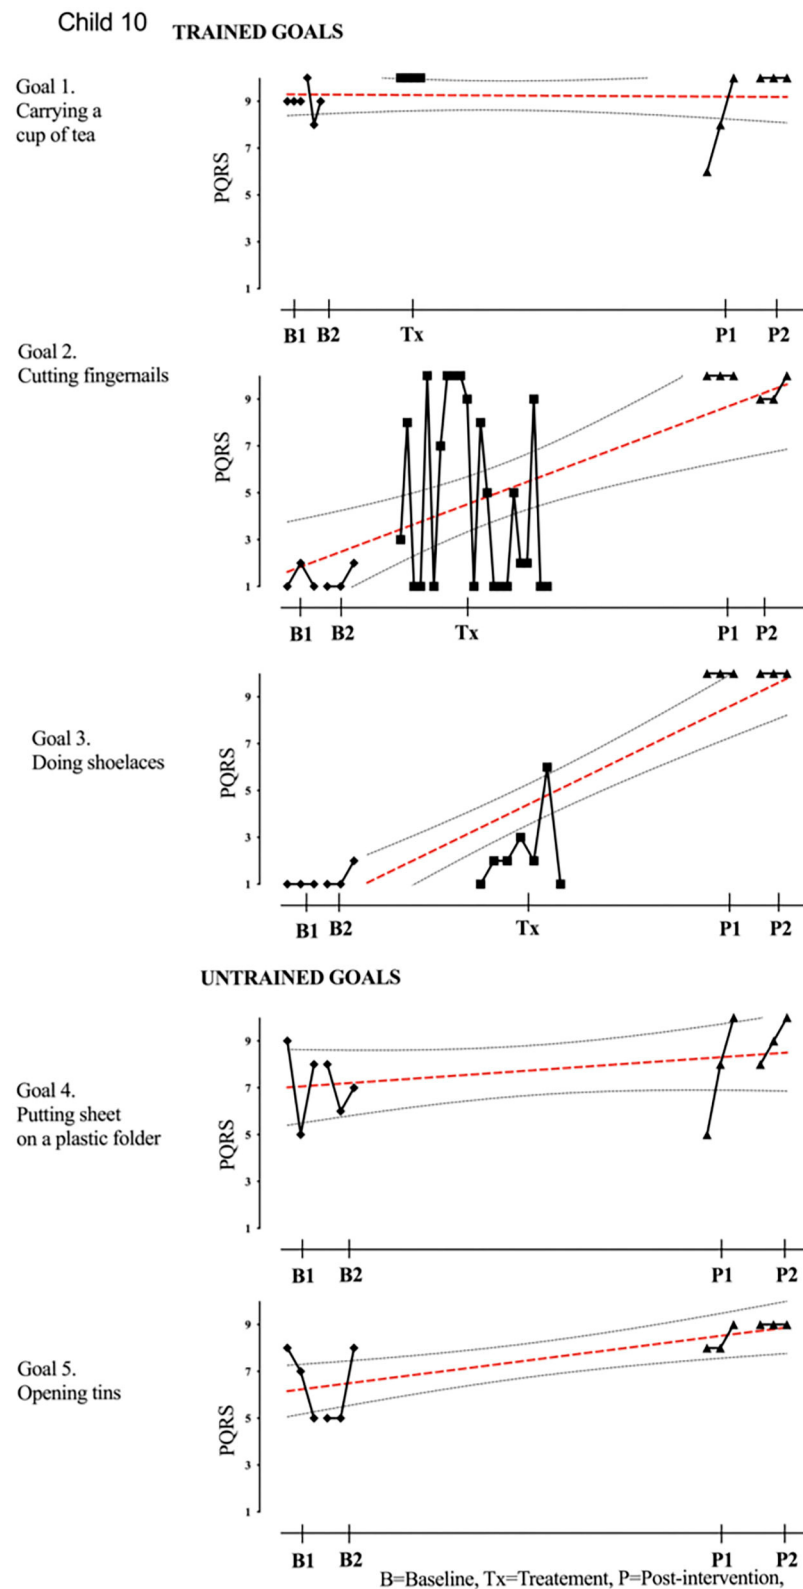 Child 10 TRAINED GOALS
Goal 1.
Carrying a
cup of tea
PQRS
9
7
5
3
1
B1 B2 Tx P1 P2
Goal 2.
Cutting fingernails
PQRS
9
7
5
3
1
B1 B2 Tx P1 P2
Goal 3.
Doing shoelaces
PQRS
9
7
5
3
1
B1 B2 Tx P1 P2
UNTRAINED GOALS
Goal 4.
Putting sheet
on a plastic folder
PQRS
9
7
5
3
1
B1 B2 P1 P2
Goal 5.
Opening tins
PQRS
9
7
5
3
1
B1 B2 P1 P2
B=Baseline, Tx=Treatement, P=Post-intervention,